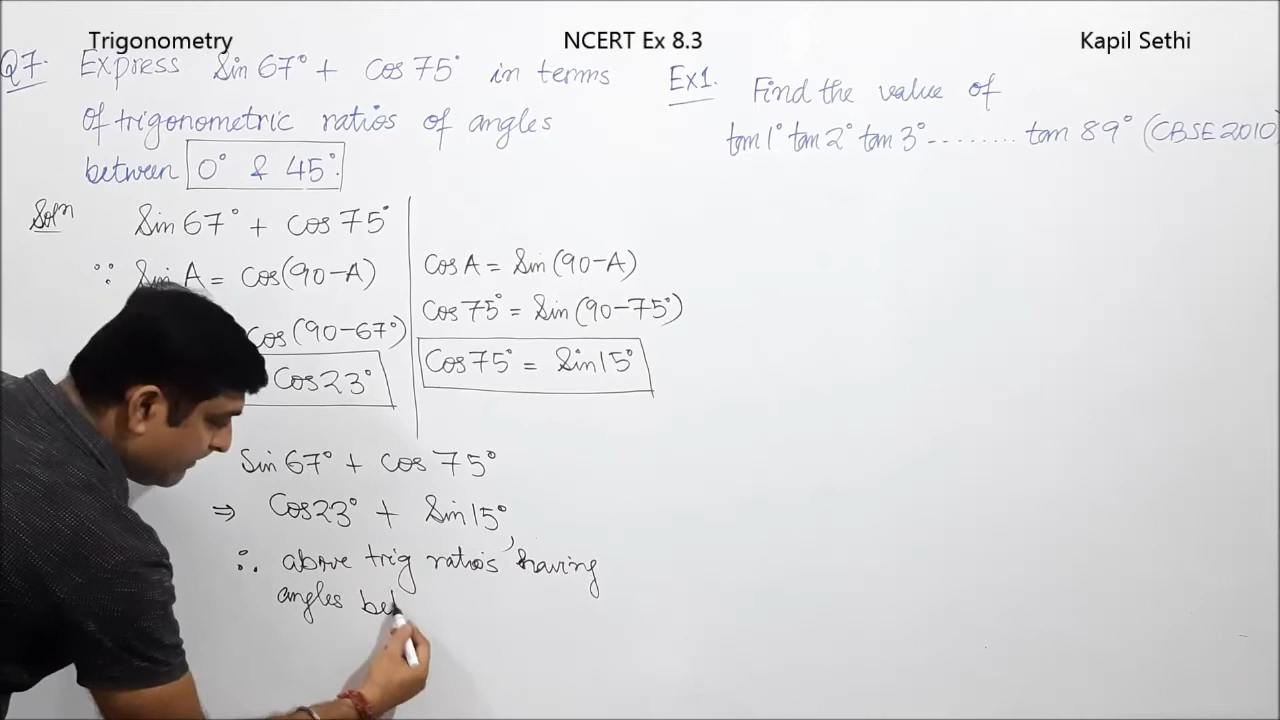 Trigonometry
NCERT Ex 8.3
Kapil Sethi
Q7. Express Sin 67° + Cos 75° in terms
of trigonometric ratios of angles
between 0° & 45°.
Soln
Sin 67° + Cos 75°
∵ Sin A = Cos(90-A)
Cos(90-67°)
Cos 23°
Cos A = Sin(90-A)
Cos 75° = Sin(90-75°)
Cos 75° = Sin 15°
Sin 67° + Cos 75°
⇒ Cos 23° + Sin 15°
∴ above trig ratios having
angles bet
Ex1. Find the value of
tan 1° tan 2° tan 3° ......... tan 89° (CBSE 2010)